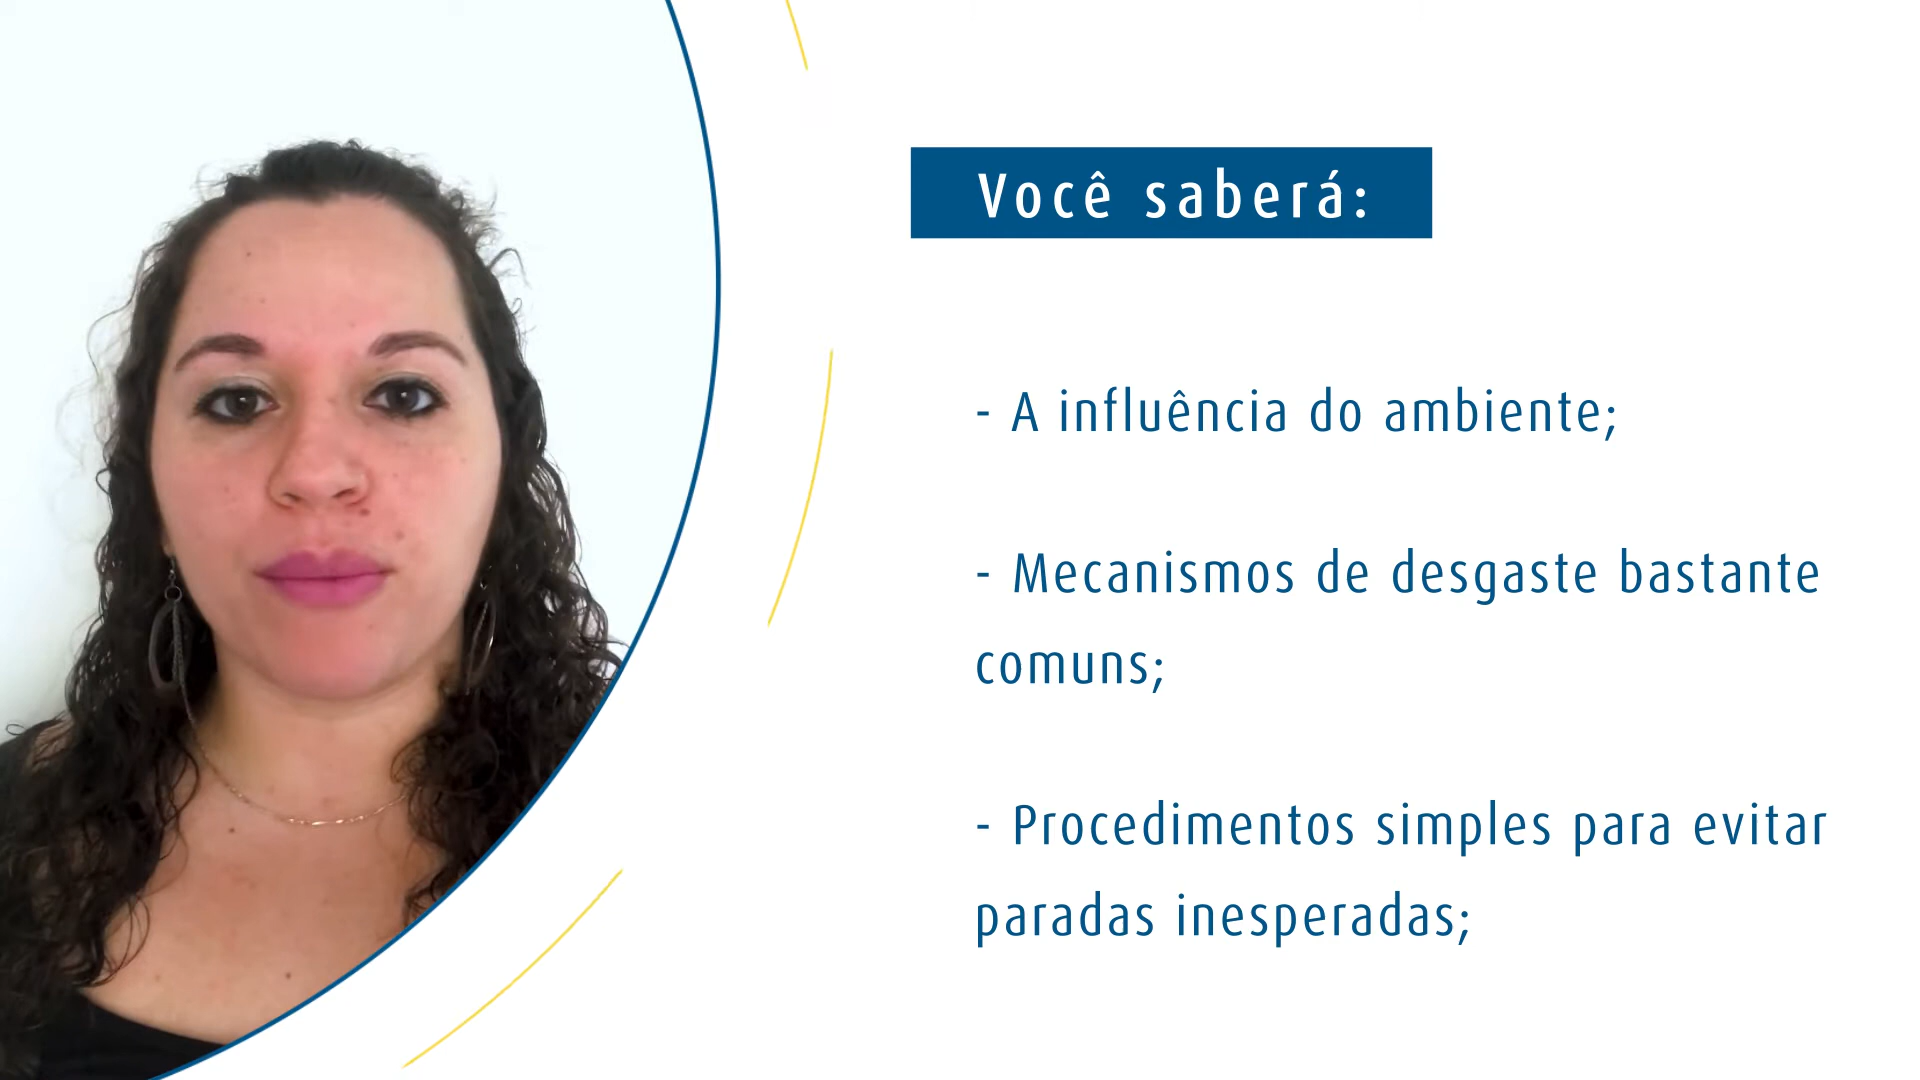 Você saberá:
- A influência do ambiente;
- Mecanismos de desgaste bastante
comuns;
- Procedimentos simples para evitar
paradas inesperadas;